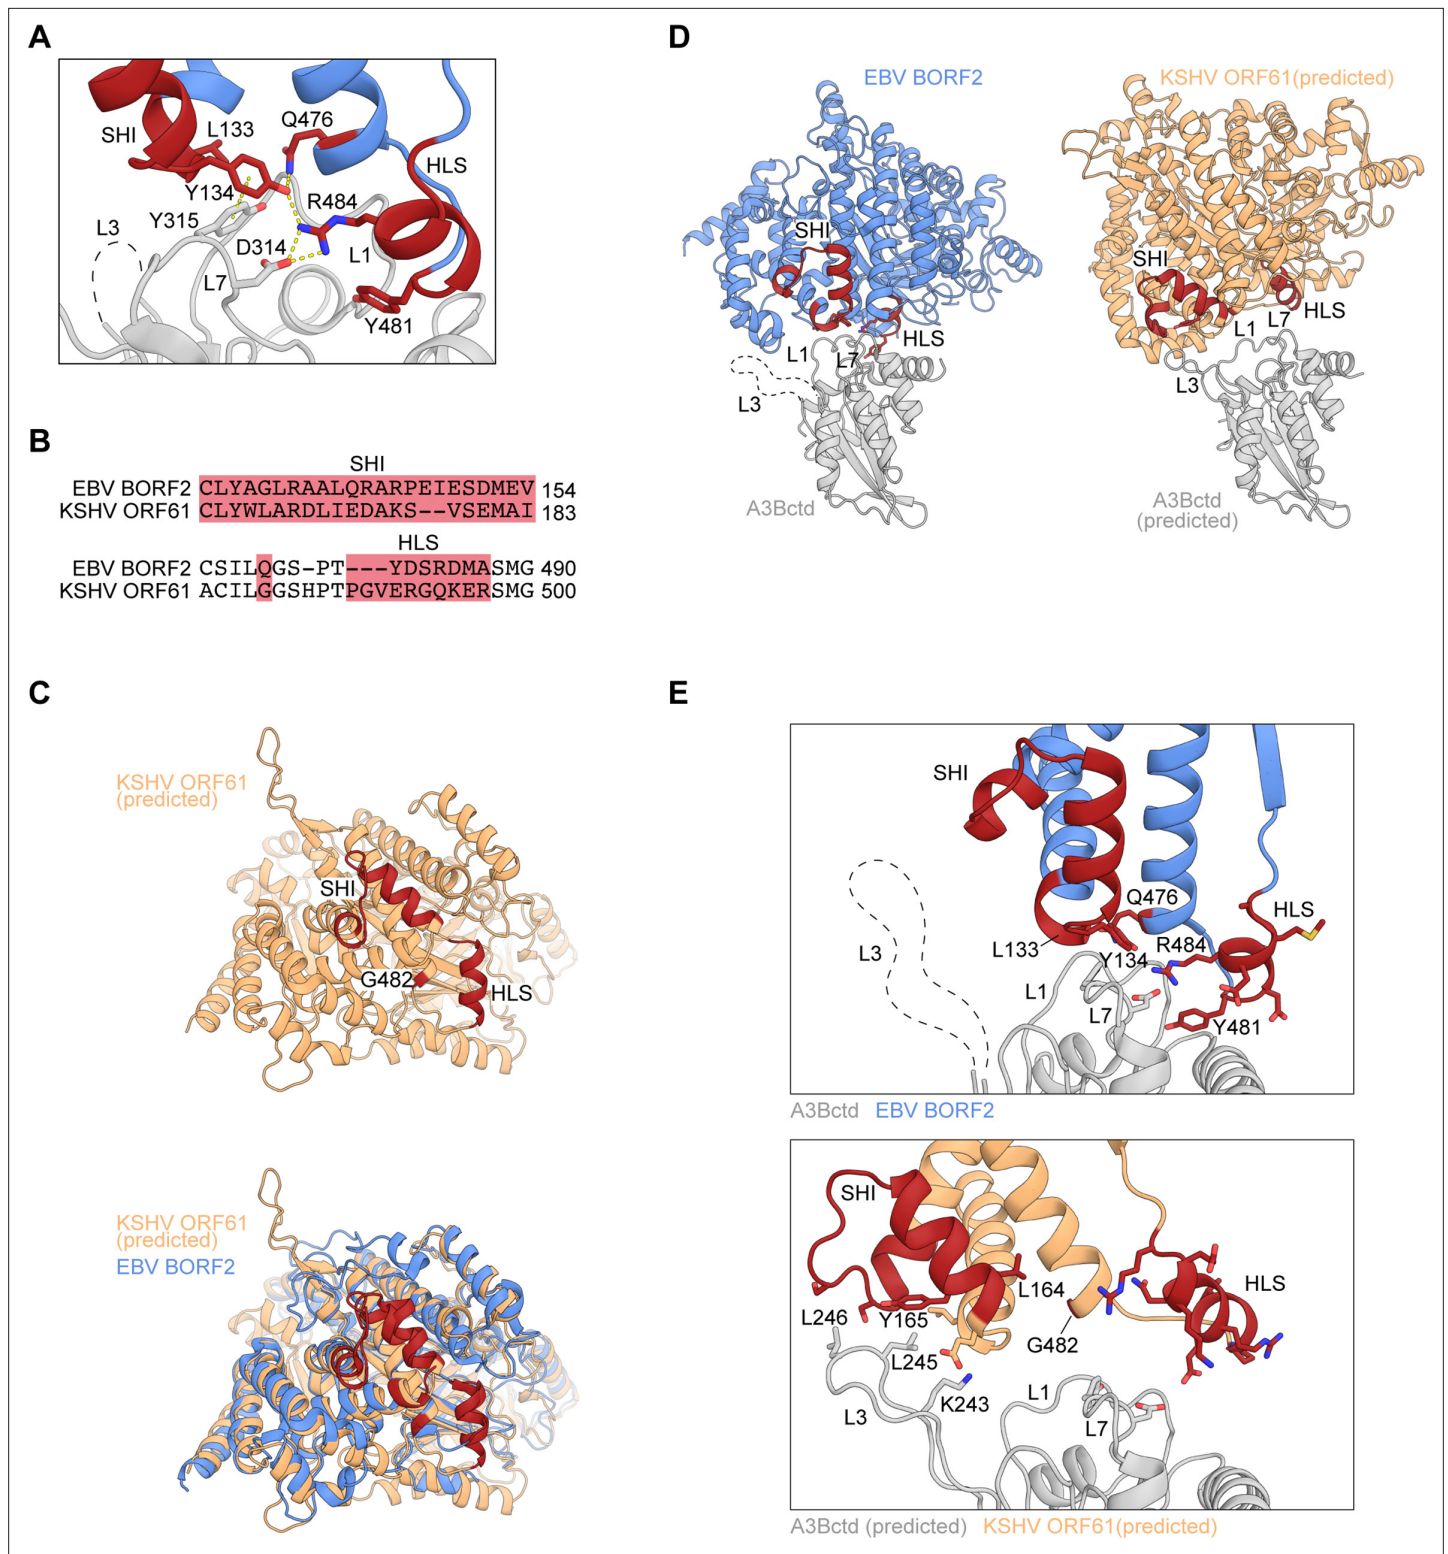 A
SHI
L133
Q476
HLS
Y134
R484
Y315
L3
D314
L1
L7
Y481
B
SHI
EBV BORF2 CLYAGLRAALQRARPEIESDMEV 154
KSHV ORF61 CLYWLARDLIEDAKS--VSEMAI 183
HLS
EBV BORF2 CSILQGS-PT---YDSRDMASMG 490
KSHV ORF61 ACILGGSHPTPGVERGQKERSMG 500
C
KSHV ORF61
(predicted)
SHI
G482
HLS
KSHV ORF61
(predicted)
EBV BORF2
D
EBV BORF2
KSHV ORF61(predicted)
SHI
HLS
L1
L7
L3
A3Bctd
SHI
HLS
L1
L7
L3
A3Bctd
(predicted)
E
SHI
Q476
HLS
L3
L133
R484
Y134
L1
L7
Y481
A3Bctd EBV BORF2
SHI
L164
HLS
L246
Y165
G482
L245
K243
L1
L3
L7
A3Bctd (predicted) KSHV ORF61(predicted)